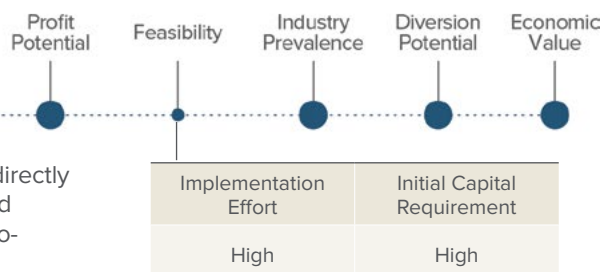 Profit
Potential
Feasibility
Industry
Prevalence
Diversion
Potential
Economic
Value
directly
d
o-
Implementation
Effort
Initial Capital
Requirement
High
High